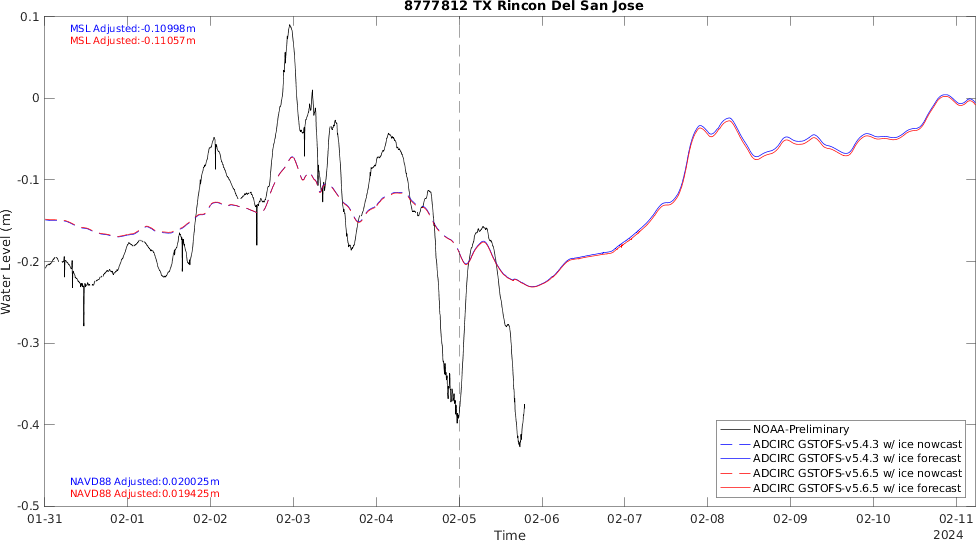 8777812 TX Rincon Del San Jose
MSL Adjusted:-0.10998m
MSL Adjusted:-0.11057m
0.1
0
-0.1
-0.2
-0.3
-0.4
-0.5
Water Level (m)
NAVD88 Adjusted:0.020025m
NAVD88 Adjusted:0.019425m
NOAA-Preliminary
ADCIRC GSTOFS-v5.4.3 w/ ice nowcast
ADCIRC GSTOFS-v5.4.3 w/ ice forecast
ADCIRC GSTOFS-v5.6.5 w/ ice nowcast
ADCIRC GSTOFS-v5.6.5 w/ ice forecast
01-31 02-01 02-02 02-03 02-04 02-05 02-06 02-07 02-08 02-09 02-10 02-11
Time 2024